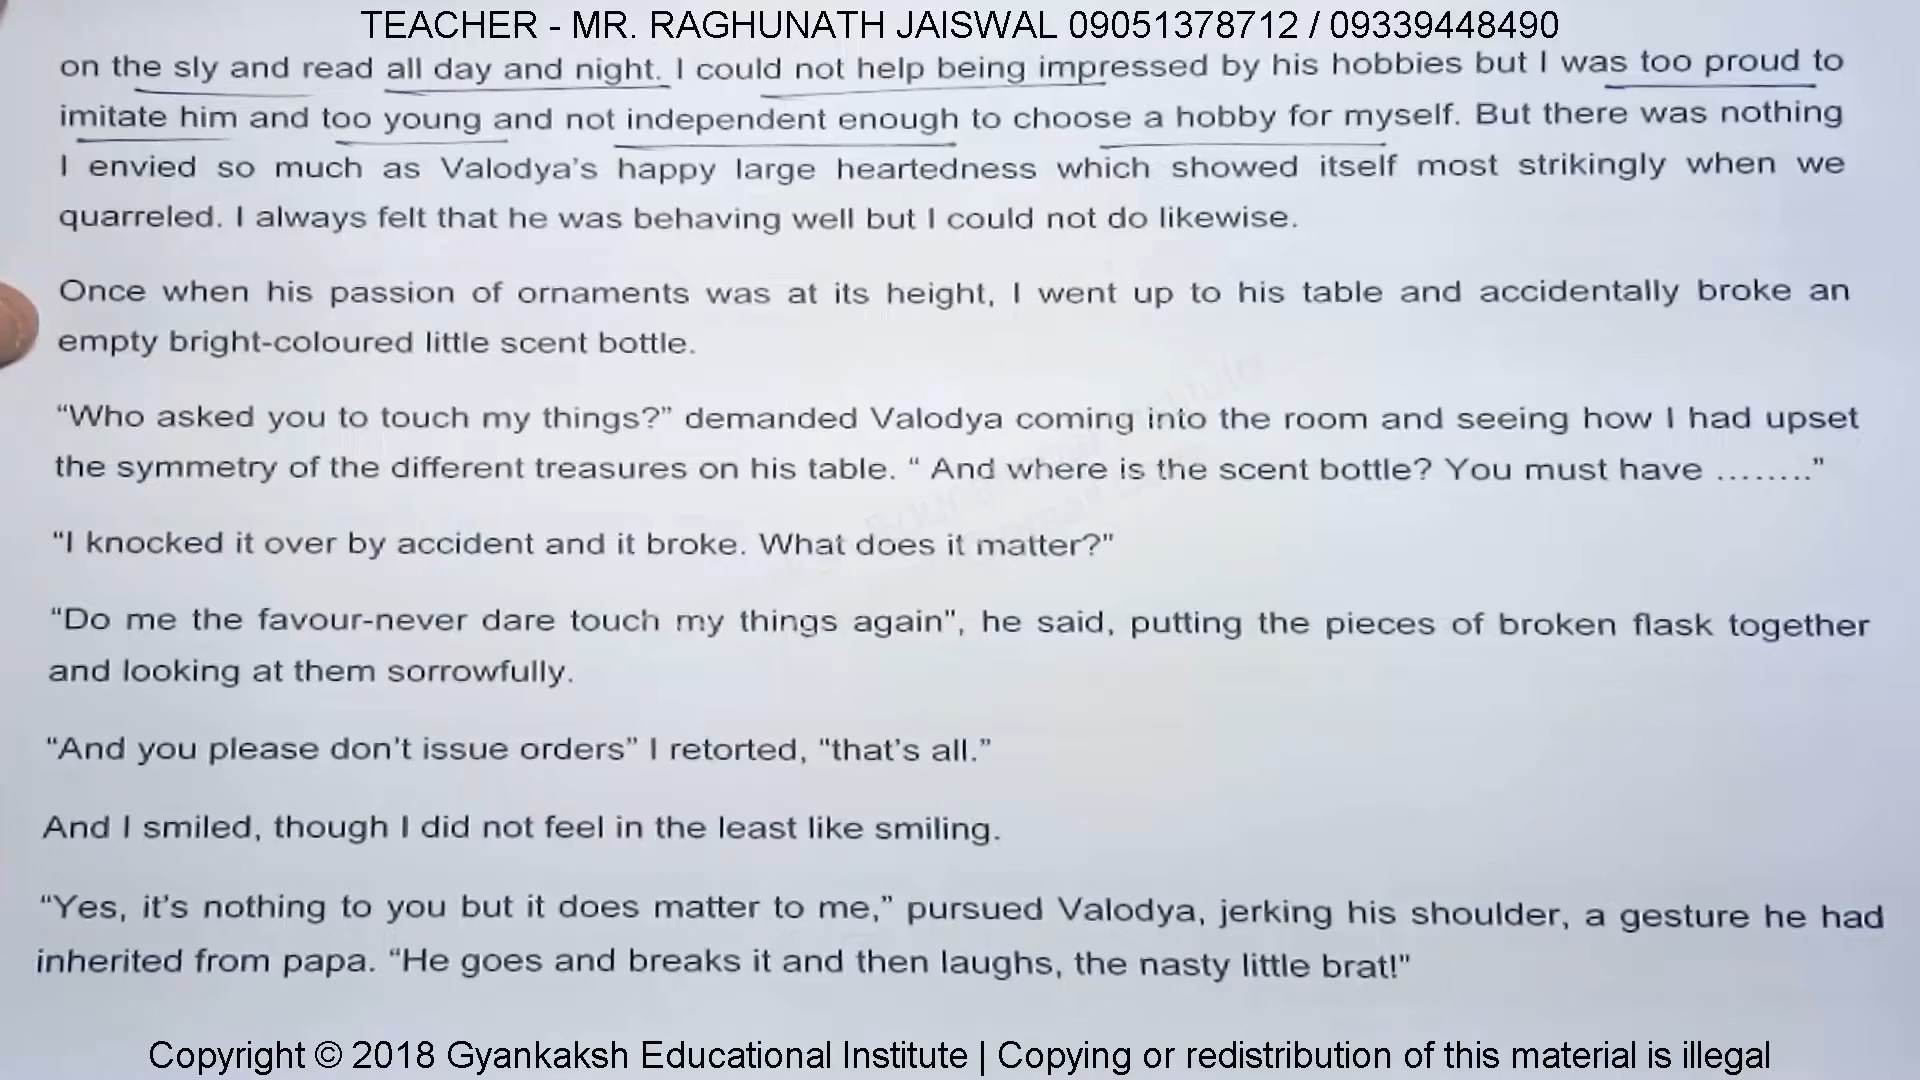 TEACHER - MR. RAGHUNATH JAISWAL 09051378712 / 09339448490
on the sly and read all day and night. I could not help being impressed by his hobbies but I was too proud to
imitate him and too young and not independent enough to choose a hobby for myself. But there was nothing
I envied so much as Valodya's happy large heartedness which showed itself most strikingly when we
quarreled. I always felt that he was behaving well but I could not do likewise.
Once when his passion of ornaments was at its height, I went up to his table and accidentally broke an
empty bright-coloured little scent bottle.
“Who asked you to touch my things?” demanded Valodya coming into the room and seeing how I had upset
the symmetry of the different treasures on his table. “ And where is the scent bottle? You must have ........”
“I knocked it over by accident and it broke. What does it matter?"
“Do me the favour-never dare touch my things again", he said, putting the pieces of broken flask together
and looking at them sorrowfully.
“And you please don't issue orders” I retorted, “that's all.”
And I smiled, though I did not feel in the least like smiling.
“Yes, it's nothing to you but it does matter to me,” pursued Valodya, jerking his shoulder, a gesture he had
inherited from papa. “He goes and breaks it and then laughs, the nasty little brat!"
Copyright © 2018 Gyankaksh Educational Institute | Copying or redistribution of this material is illegal